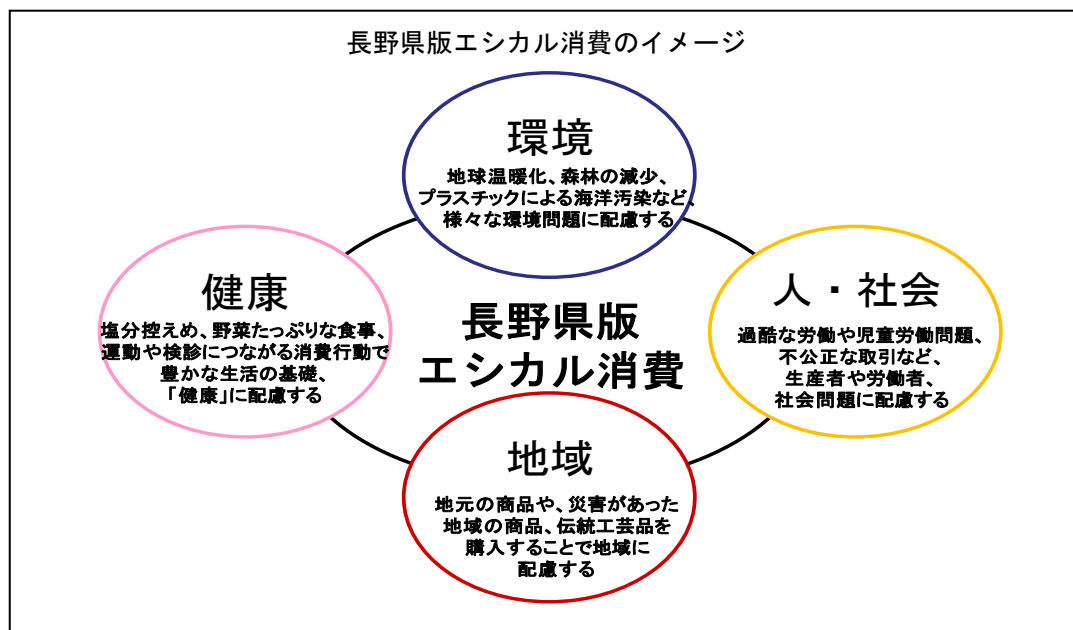 長野県版エシカル消費のイメージ
環境
地球温暖化、森林の減少、
プラスチックによる海洋汚染など、
様々な環境問題に配慮する
健康
塩分控えめ、野菜たっぷりな食事、
運動や検診につながる消費行動で
豊かな生活の基礎、
「健康」に配慮する
長野県版
エシカル消費
人・社会
過酷な労働や児童労働問題、
不公正な取引など、
生産者や労働者、
社会問題に配慮する
地域
地元の商品や、災害があった
地域の商品、伝統工芸品を
購入することで地域に
配慮する